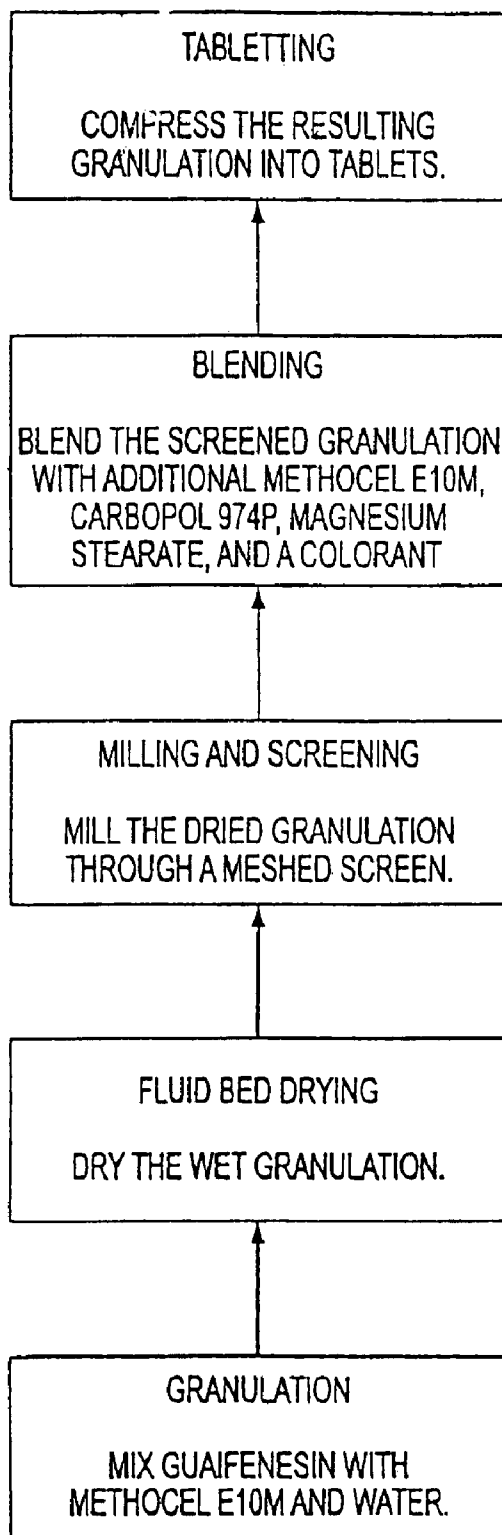 TABLETTING
COMPRESS THE RESULTING
GRANULATION INTO TABLETS.
BLENDING
BLEND THE SCREENED GRANULATION
WITH ADDITIONAL METHOCEL E10M,
CARBOPOL 974P, MAGNESIUM
STEARATE, AND A COLORANT
MILLING AND SCREENING
MILL THE DRIED GRANULATION
THROUGH A MESHED SCREEN.
FLUID BED DRYING
DRY THE WET GRANULATION.
GRANULATION
MIX GUAIFENESIN WITH
METHOCEL E10M AND WATER.